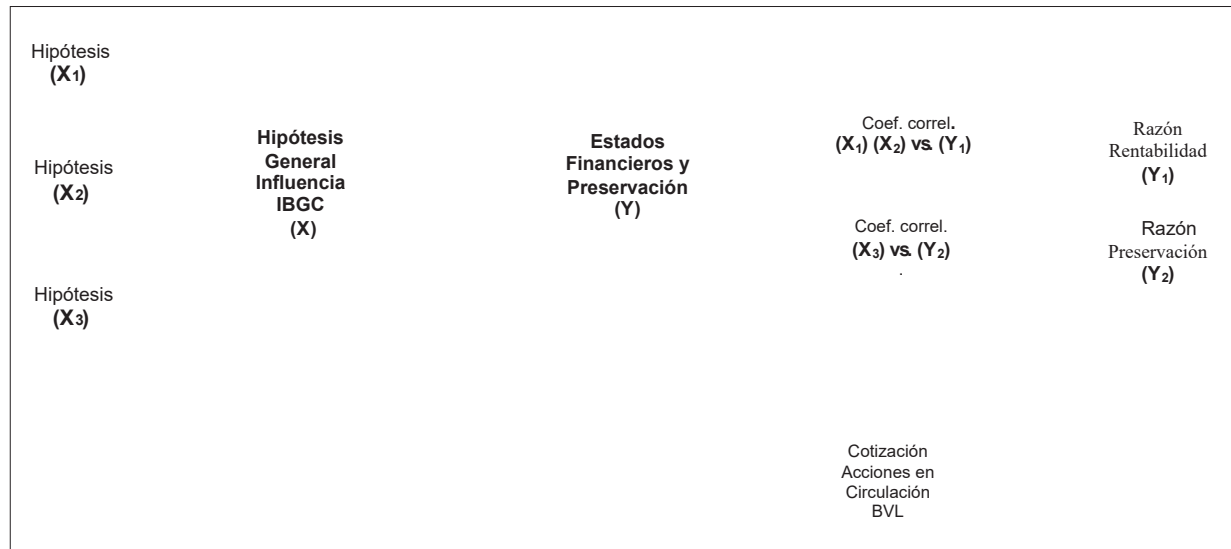 Hipótesis
(X1)
Hipótesis
(X2)
Hipótesis
(X3)
Hipótesis
General
Influencia
IBGC
(X)
Estados
Financieros y
Preservación
(Y)
Coef. correl.
(X1) (X2) vs. (Y1)
Coef. correl.
(X3) vs. (Y2)
.
Cotización
Acciones en
Circulación
BVL
Razón
Rentabilidad
(Y1)
Razón
Preservación
(Y2)